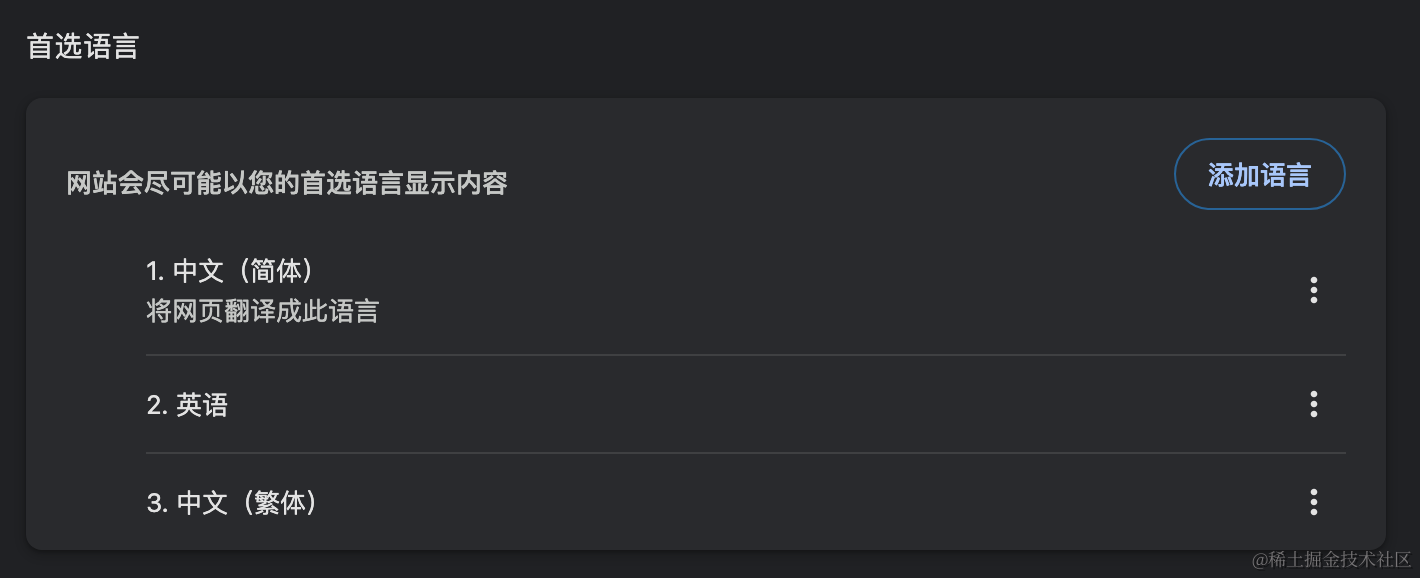 首选语言
网站会尽可能以您的首选语言显示内容
添加语言
1. 中文（简体）
将网页翻译成此语言
2. 英语
3. 中文（繁体）
@稀土掘金技术社区